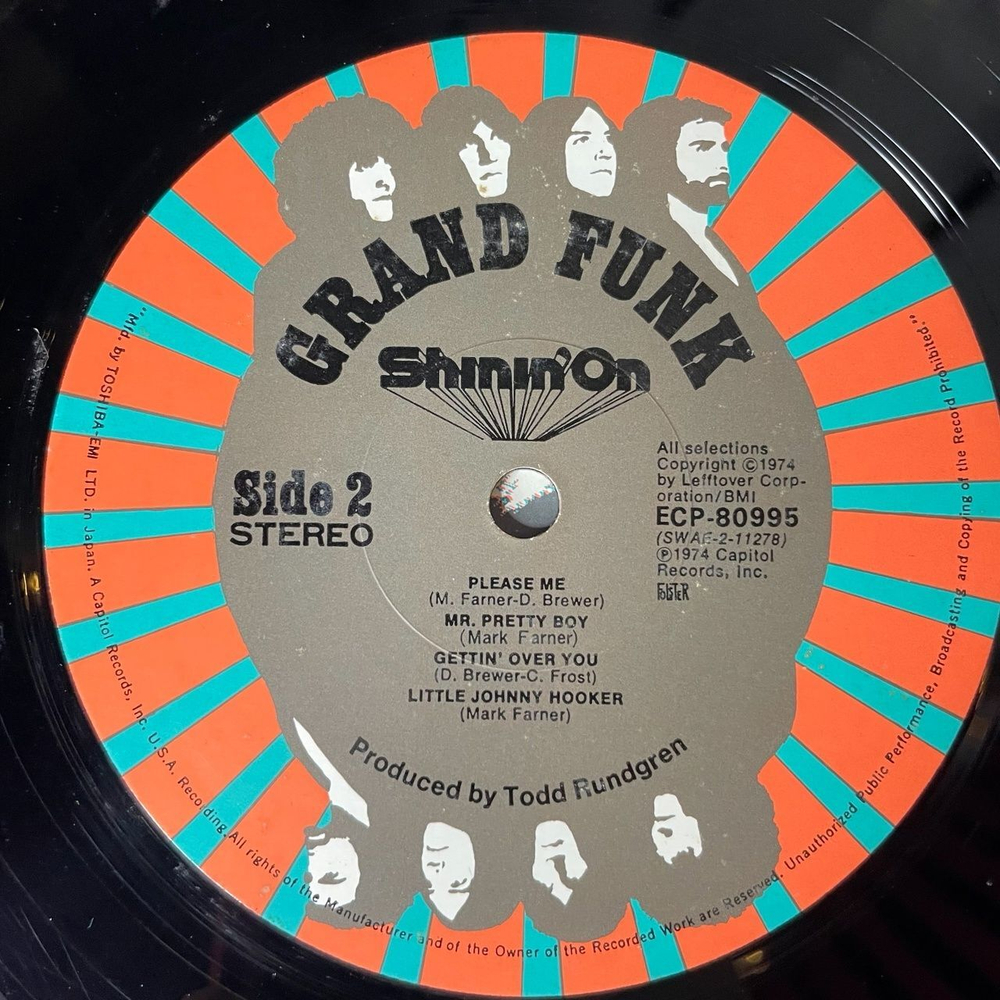 GRAND FUNK
Shinin' On
Side 2
STEREO
All selections
Copyright ©1974
by Lefftover Corp-
oration/BMI
ECP-80995
(SWAE-2-11278)
Ⓟ1974 Capitol
Records, Inc.
PLEASE ME
(M. Farner-D. Brewer)
MR. PRETTY BOY
(Mark Farner)
GETTIN' OVER YOU
(D. Brewer-C. Frost)
LITTLE JOHNNY HOOKER
(Mark Farner)
Produced by Todd Rundgren
"Mfd. by TOSHIBA-EMI LTD. in Japan. A Capitol Records, Inc. U.S.A. Recording. All rights of the Manufacturer and of the Owner of the Recorded Work are Reserved. Unauthorized Public Performance, Broadcasting and Copying of the Record Prohibited."